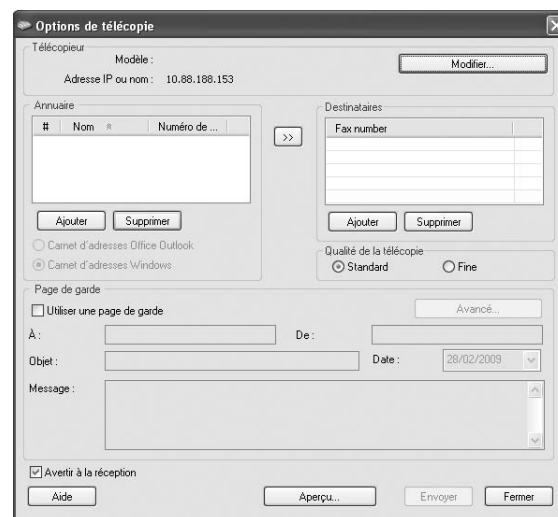 Options de télécopie
Télécopieur
Modèle :
Modifier...
Adresse IP ou nom : 10.88.188.153
Annuaire
# Nom Numéro de ...
>>
Ajouter Supprimer
Carnet d'adresses Office Outlook
Carnet d'adresses Windows
Destinataires
Fax number
Ajouter Supprimer
Qualité de la télécopie
Standard Fine
Page de garde
Utiliser une page de garde Avancé...
À : De :
Objet : Date : 28/02/2009
Message :
Avertir à la réception
Aide Aperçu... Envoyer Fermer